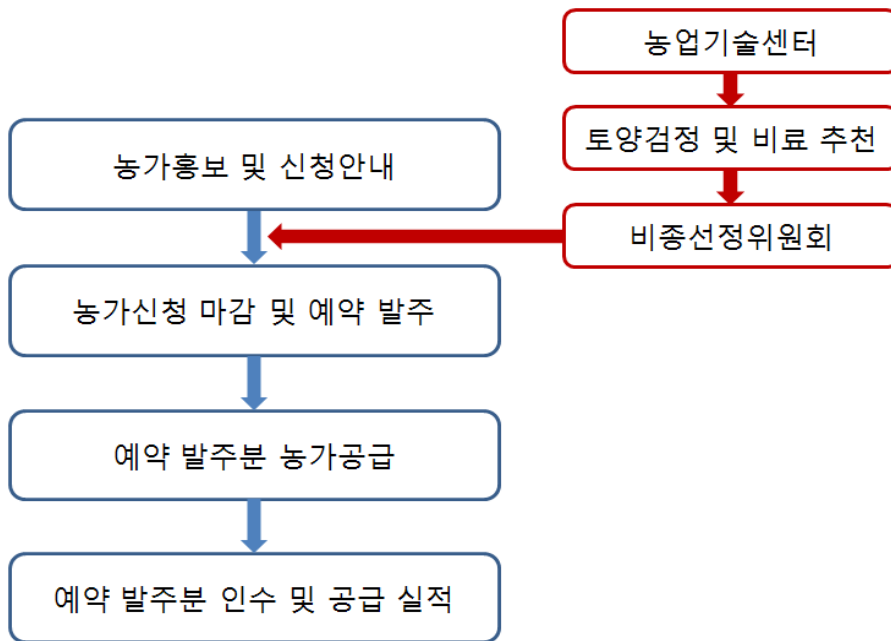 농업기술센터
토양검정 및 비료 추천
비종선정위원회
농가홍보 및 신청안내
농가신청 마감 및 예약 발주
예약 발주분 농가공급
예약 발주분 인수 및 공급 실적